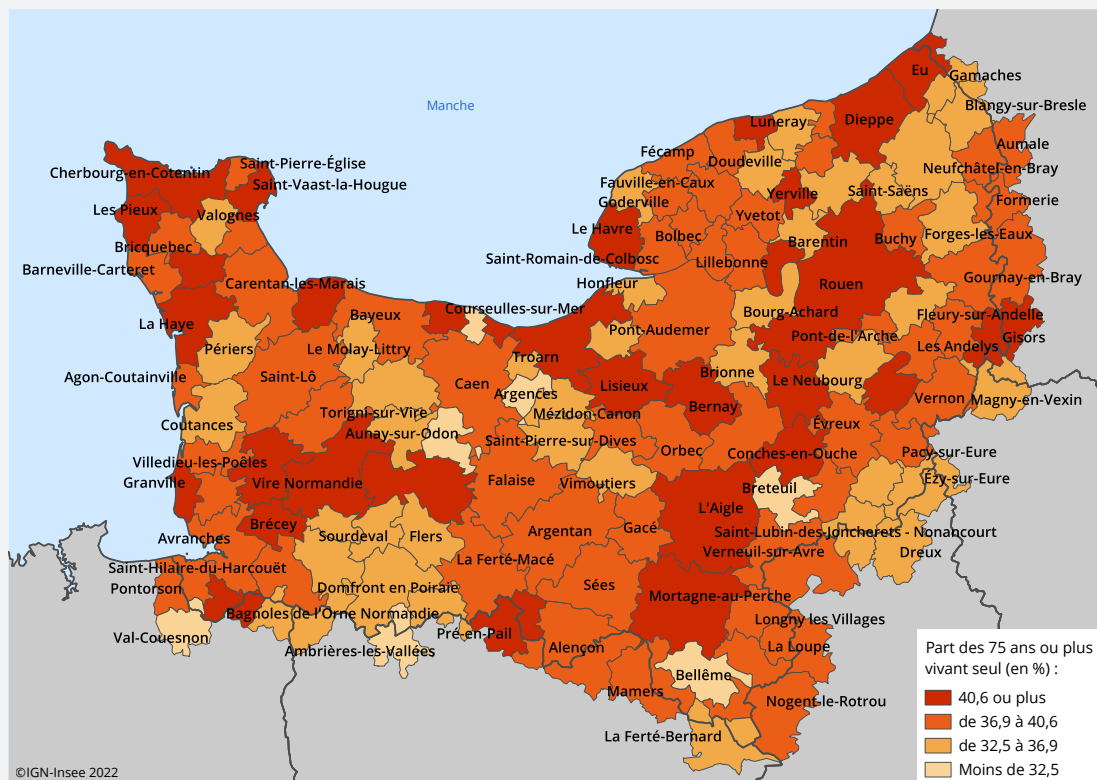 Eu
Gamaches
Manche
Blangy-sur-Bresle
Luneray
Dieppe
Aumale
Fécamp
Doudeville
Saint-Pierre-Église
Neufchâtel-en-Bray
Cherbourg-en-Cotentin
Fauville-en-Caux
Saint-Vaast-la-Hougue
Yerville
Saint-Saëns
Goderville
Formerie
Les Pieux
Valognes
Yvetot
Le Havre
Bolbec
Barentin
Buchy
Forges-les-Eaux
Bricquebec
Saint-Romain-de-Colbosc
Lillebonne
Barneville-Carteret
Gournay-en-Bray
Carentan-les-Marais
Honfleur
Rouen
Courseulles-sur-Mer
Bourg-Achard
Bayeux
Fleury-sur-Andelle
La Haye
Pont-Audemer
Pont-de-l'Arche
Gisors
Périers
Le Molay-Littry
Les Andelys
Troarn
Brionne
Agon-Coutainville
Saint-Lô
Caen
Lisieux
Le Neubourg
Argences
Vernon
Magny-en-Vexin
Bernay
Torigni-sur-Vire
Mézidon-Canon
Coutances
Évreux
Aunay-sur-Odon
Saint-Pierre-sur-Dives
Orbec
Conches-en-Ouche
Pacy-sur-Eure
Villedieu-les-Poêles
Granville
Vire Normandie
Falaise
Vimoutiers
Breteuil
Ézy-sur-Eure
L'Aigle
Brécey
Argentan
Gacé
Saint-Lubin-des-Joncherets - Nonancourt
Avranches
Sourdeval
Flers
Verneuil-sur-Avre
Dreux
La Ferté-Macé
Saint-Hilaire-du-Harcouët
Pontorson
Domfront en Poiraie
Sées
Mortagne-au-Perche
Bagnoles de l'Orne Normandie
Longny les Villages
Val-Couesnon
Pré-en-Pail
Ambrières-les-Vallées
Alençon
La Loupe
Bellême
Mamers
Nogent-le-Rotrou
La Ferté-Bernard
Part des 75 ans ou plus
vivant seul (en %) :
40,6 ou plus
de 36,9 à 40,6
de 32,5 à 36,9
Moins de 32,5
©IGN-Insee 2022